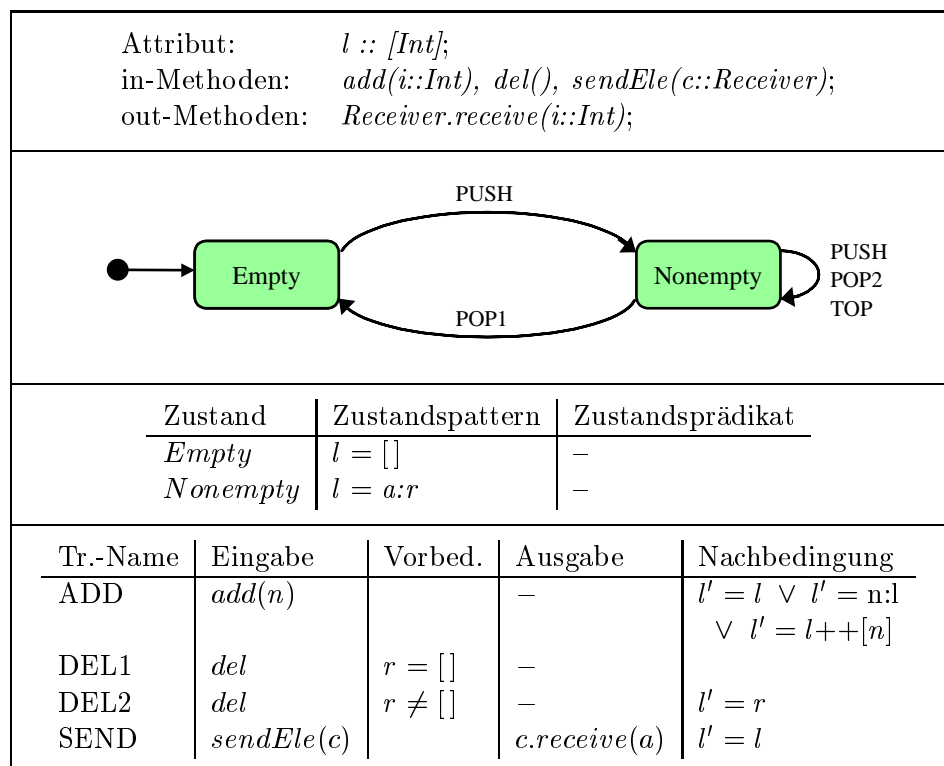 Attribut: l :: [Int];
in-Methoden: add(i::Int), del(), sendEle(c::Receiver);
out-Methoden: Receiver.receive(i::Int);
PUSH
Empty
Nonempty
PUSH
POP2
TOP
POP1
Zustand Zustandspattern Zustandsprädikat
Empty l = [] –
Nonempty l = a:r –
Tr.-Name Eingabe Vorbed. Ausgabe Nachbedingung
ADD add(n) – l′ = l ∨ l′ = n:l
∨ l′ = l++[n]
DEL1 del r = [] –
DEL2 del r ≠ [] – l′ = r
SEND sendEle(c) c.receive(a) l′ = l